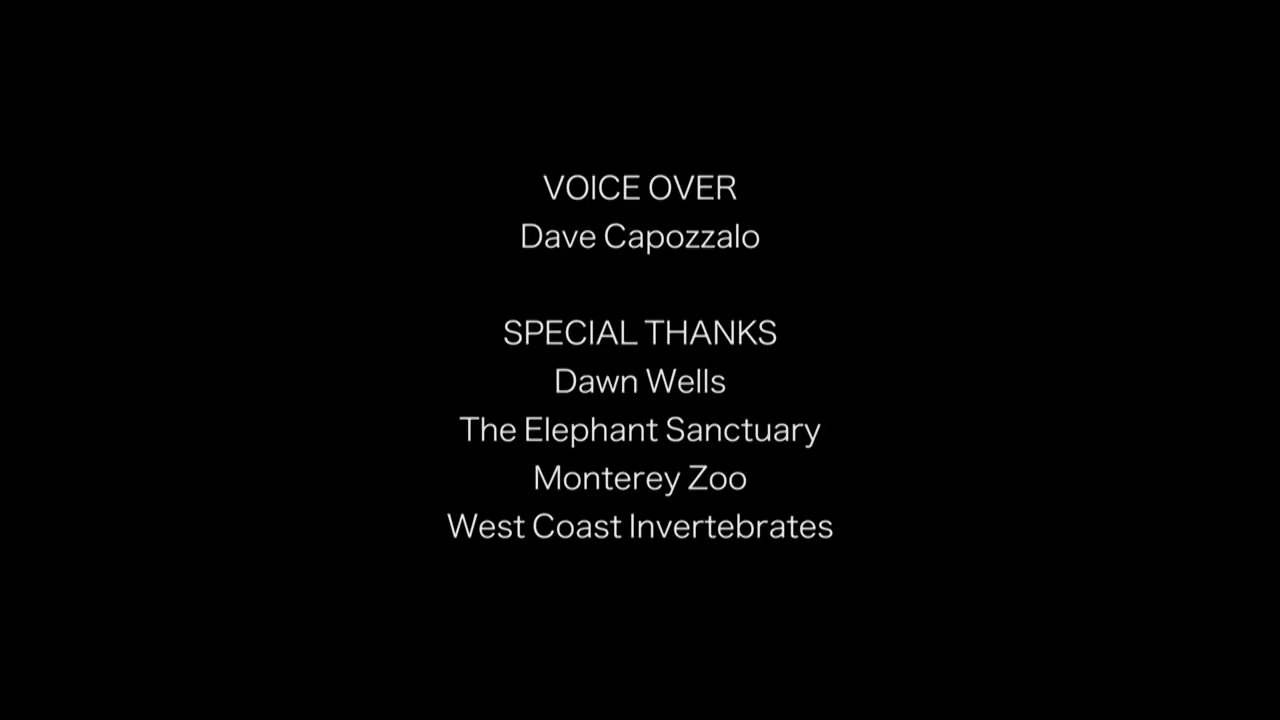 VOICE OVER
Dave Capozzalo
SPECIAL THANKS
Dawn Wells
The Elephant Sanctuary
Monterey Zoo
West Coast Invertebrates